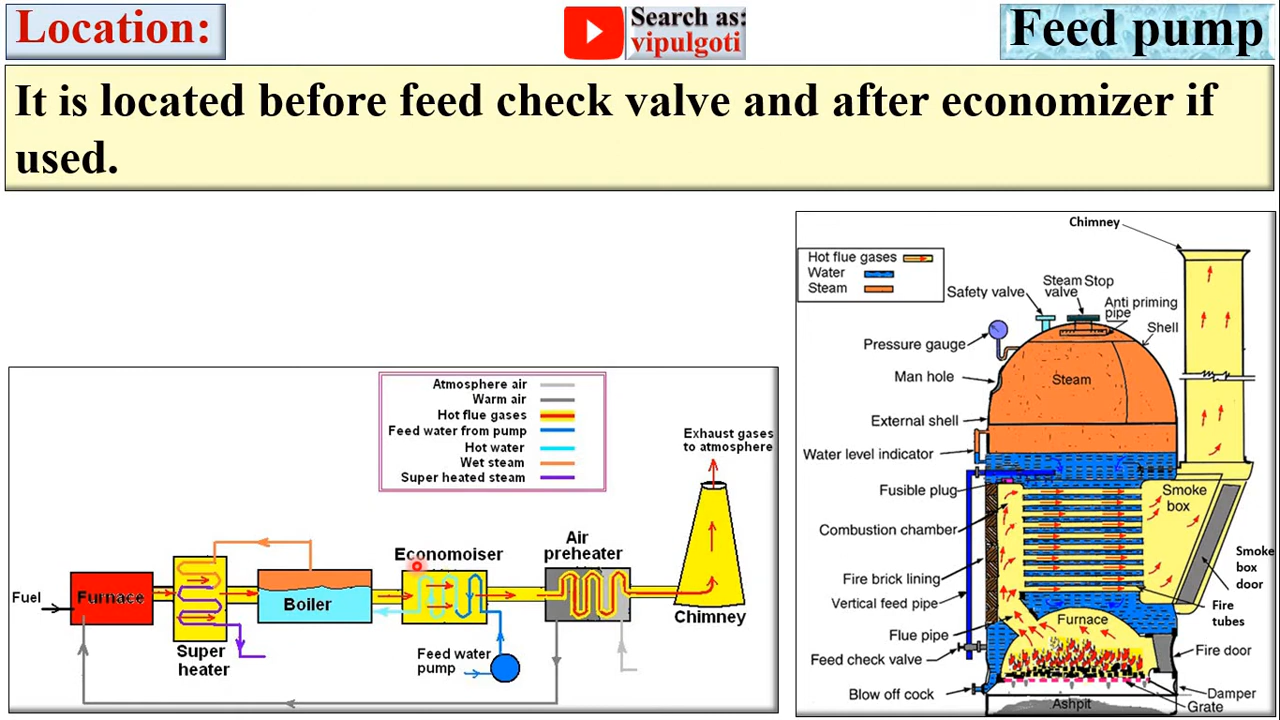 Location:
Search as:
vipulgoti
Feed pump
It is located before feed check valve and after economizer if
used.
Atmosphere air
Warm air
Hot flue gases
Feed water from pump
Hot water
Wet steam
Super heated steam
Exhaust gases
to atmosphere
Fuel
Furnace
Super
heater
Boiler
Economoiser
Feed water
pump
Air
preheater
Chimney
Chimney
Hot flue gases
Water
Steam
Safety valve
Steam Stop
valve
Anti priming
pipe
Shell
Pressure gauge
Man hole
Steam
External shell
Water level indicator
Fusible plug
Smoke
box
Combustion chamber
Smoke
box
door
Fire brick lining
Vertical feed pipe
Fire
tubes
Furnace
Flue pipe
Fire door
Feed check valve
Blow off cock
Damper
Grate
Ashpit